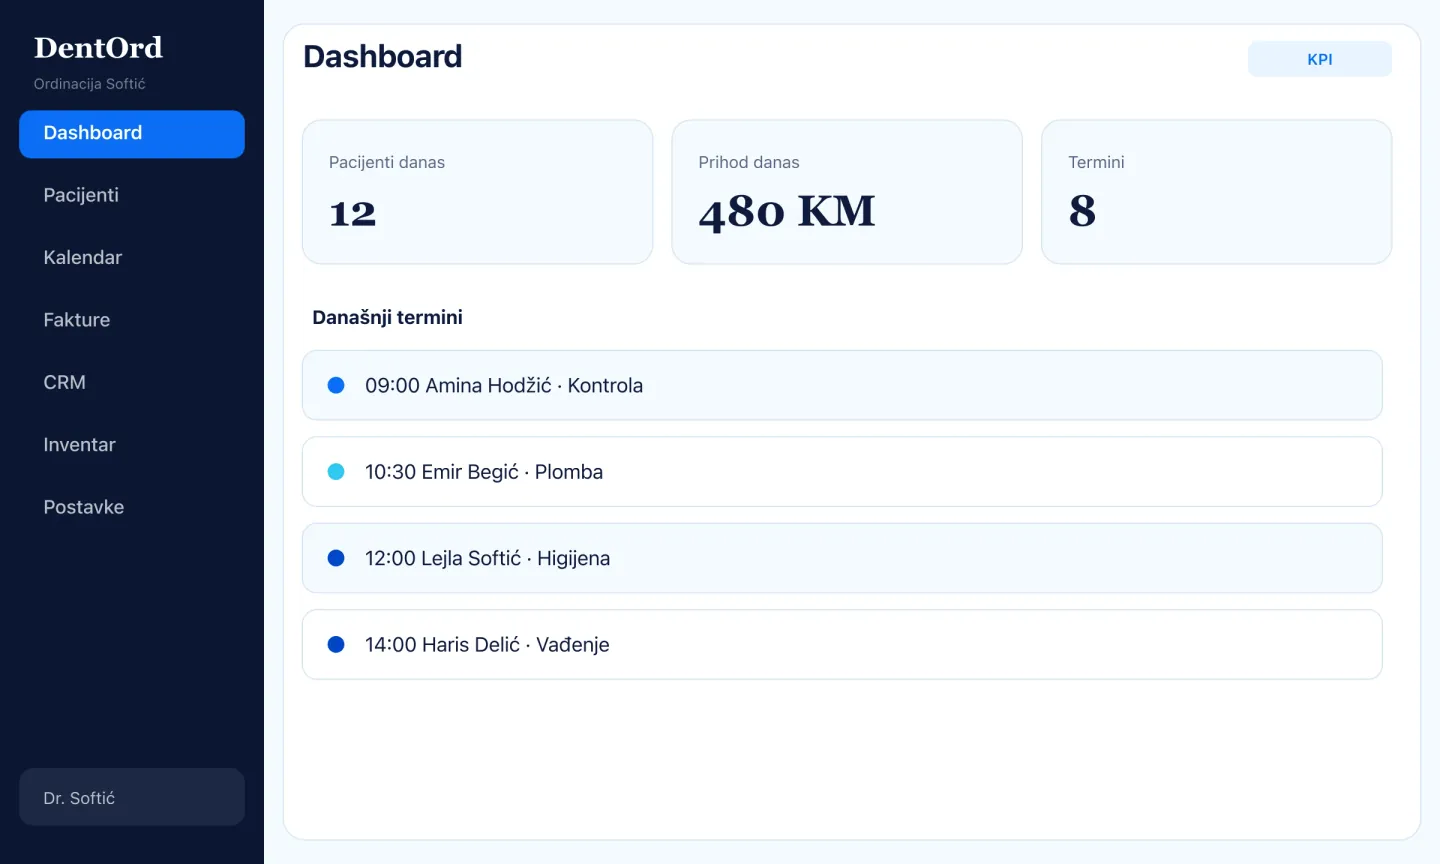 DentOrd
Ordinacija Softić
Dashboard
Pacijenti
Kalendar
Fakture
CRM
Inventar
Postavke
Dr. Softić
Dashboard
KPI
Pacijenti danas
12
Prihod danas
480 KM
Termini
8
Današnji termini
09:00 Amina Hodžić · Kontrola
10:30 Emir Begić · Plomba
12:00 Lejla Softić · Higijena
14:00 Haris Delić · Vađenje